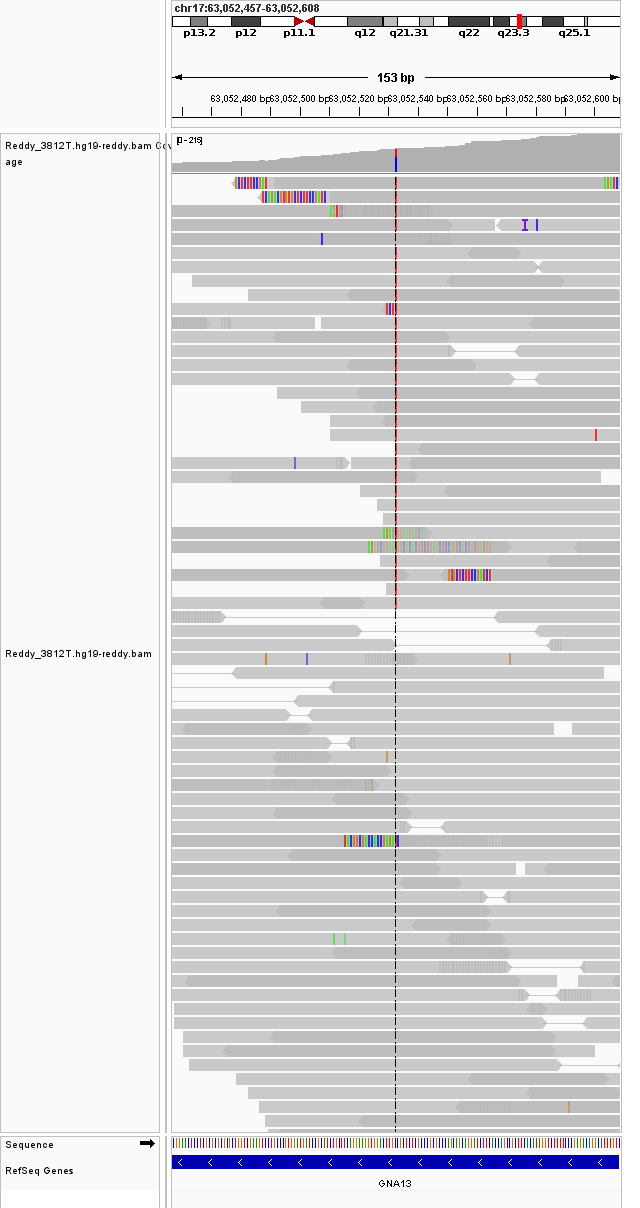 chr17:63,052,457-63,052,608
p13.2 p12 p11.1 q12 q21.31 q22 q23.3 q25.1
153 bp
63,052,480 bp 63,052,500 bp 63,052,520 bp 63,052,540 bp 63,052,560 bp 63,052,580 bp 63,052,600 bp
Reddy_3812T.hg19-reddy.bam Cov
age
[0-215]
Reddy_3812T.hg19-reddy.bam
Sequence
RefSeq Genes
GNA13